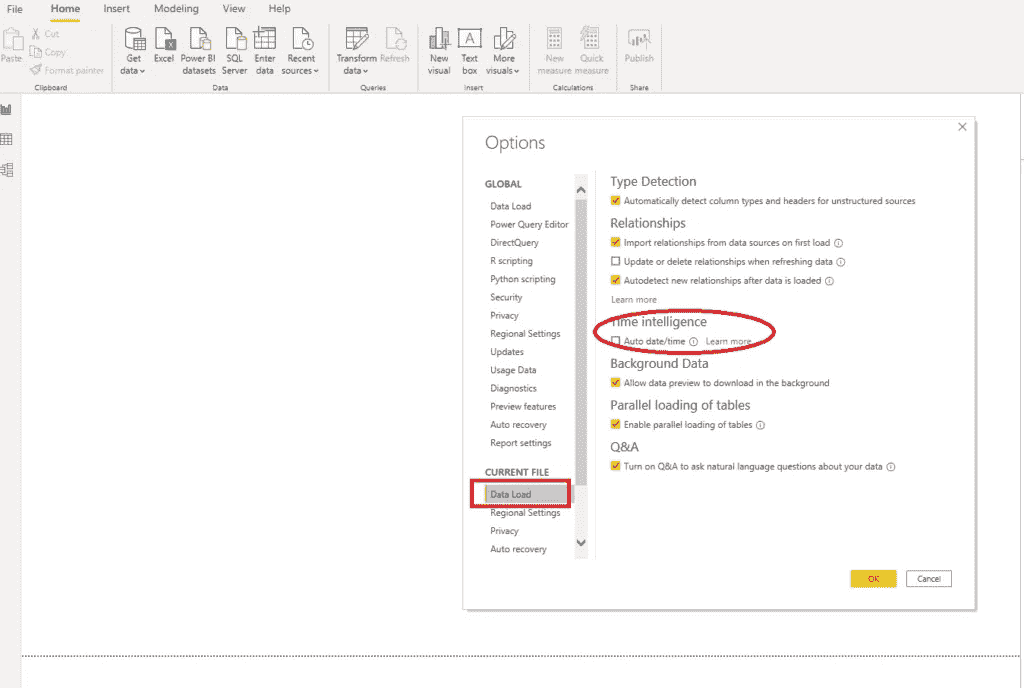 File Home Insert Modeling View Help
Paste
Cut
Copy
Format painter
Clipboard
Get data
Excel
Power BI datasets
SQL Server
Enter data
Recent sources
Data
Transform data
Refresh
Queries
New visual
Text box
More visuals
Insert
New measure
Quick measure
Calculations
Publish
Share
Options
GLOBAL
Data Load
Power Query Editor
DirectQuery
R scripting
Python scripting
Security
Privacy
Regional Settings
Updates
Usage Data
Diagnostics
Preview features
Auto recovery
Report settings
CURRENT FILE
Data Load
Regional Settings
Privacy
Auto recovery
Type Detection
Automatically detect column types and headers for unstructured sources
Relationships
Import relationships from data sources on first load
Update or delete relationships when refreshing data
Autodetect new relationships after data is loaded
Learn more
Time intelligence
Auto date/time Learn more
Background Data
Allow data preview to download in the background
Parallel loading of tables
Enable parallel loading of tables
Q&A
Turn on Q&A to ask natural language questions about your data
OK Cancel